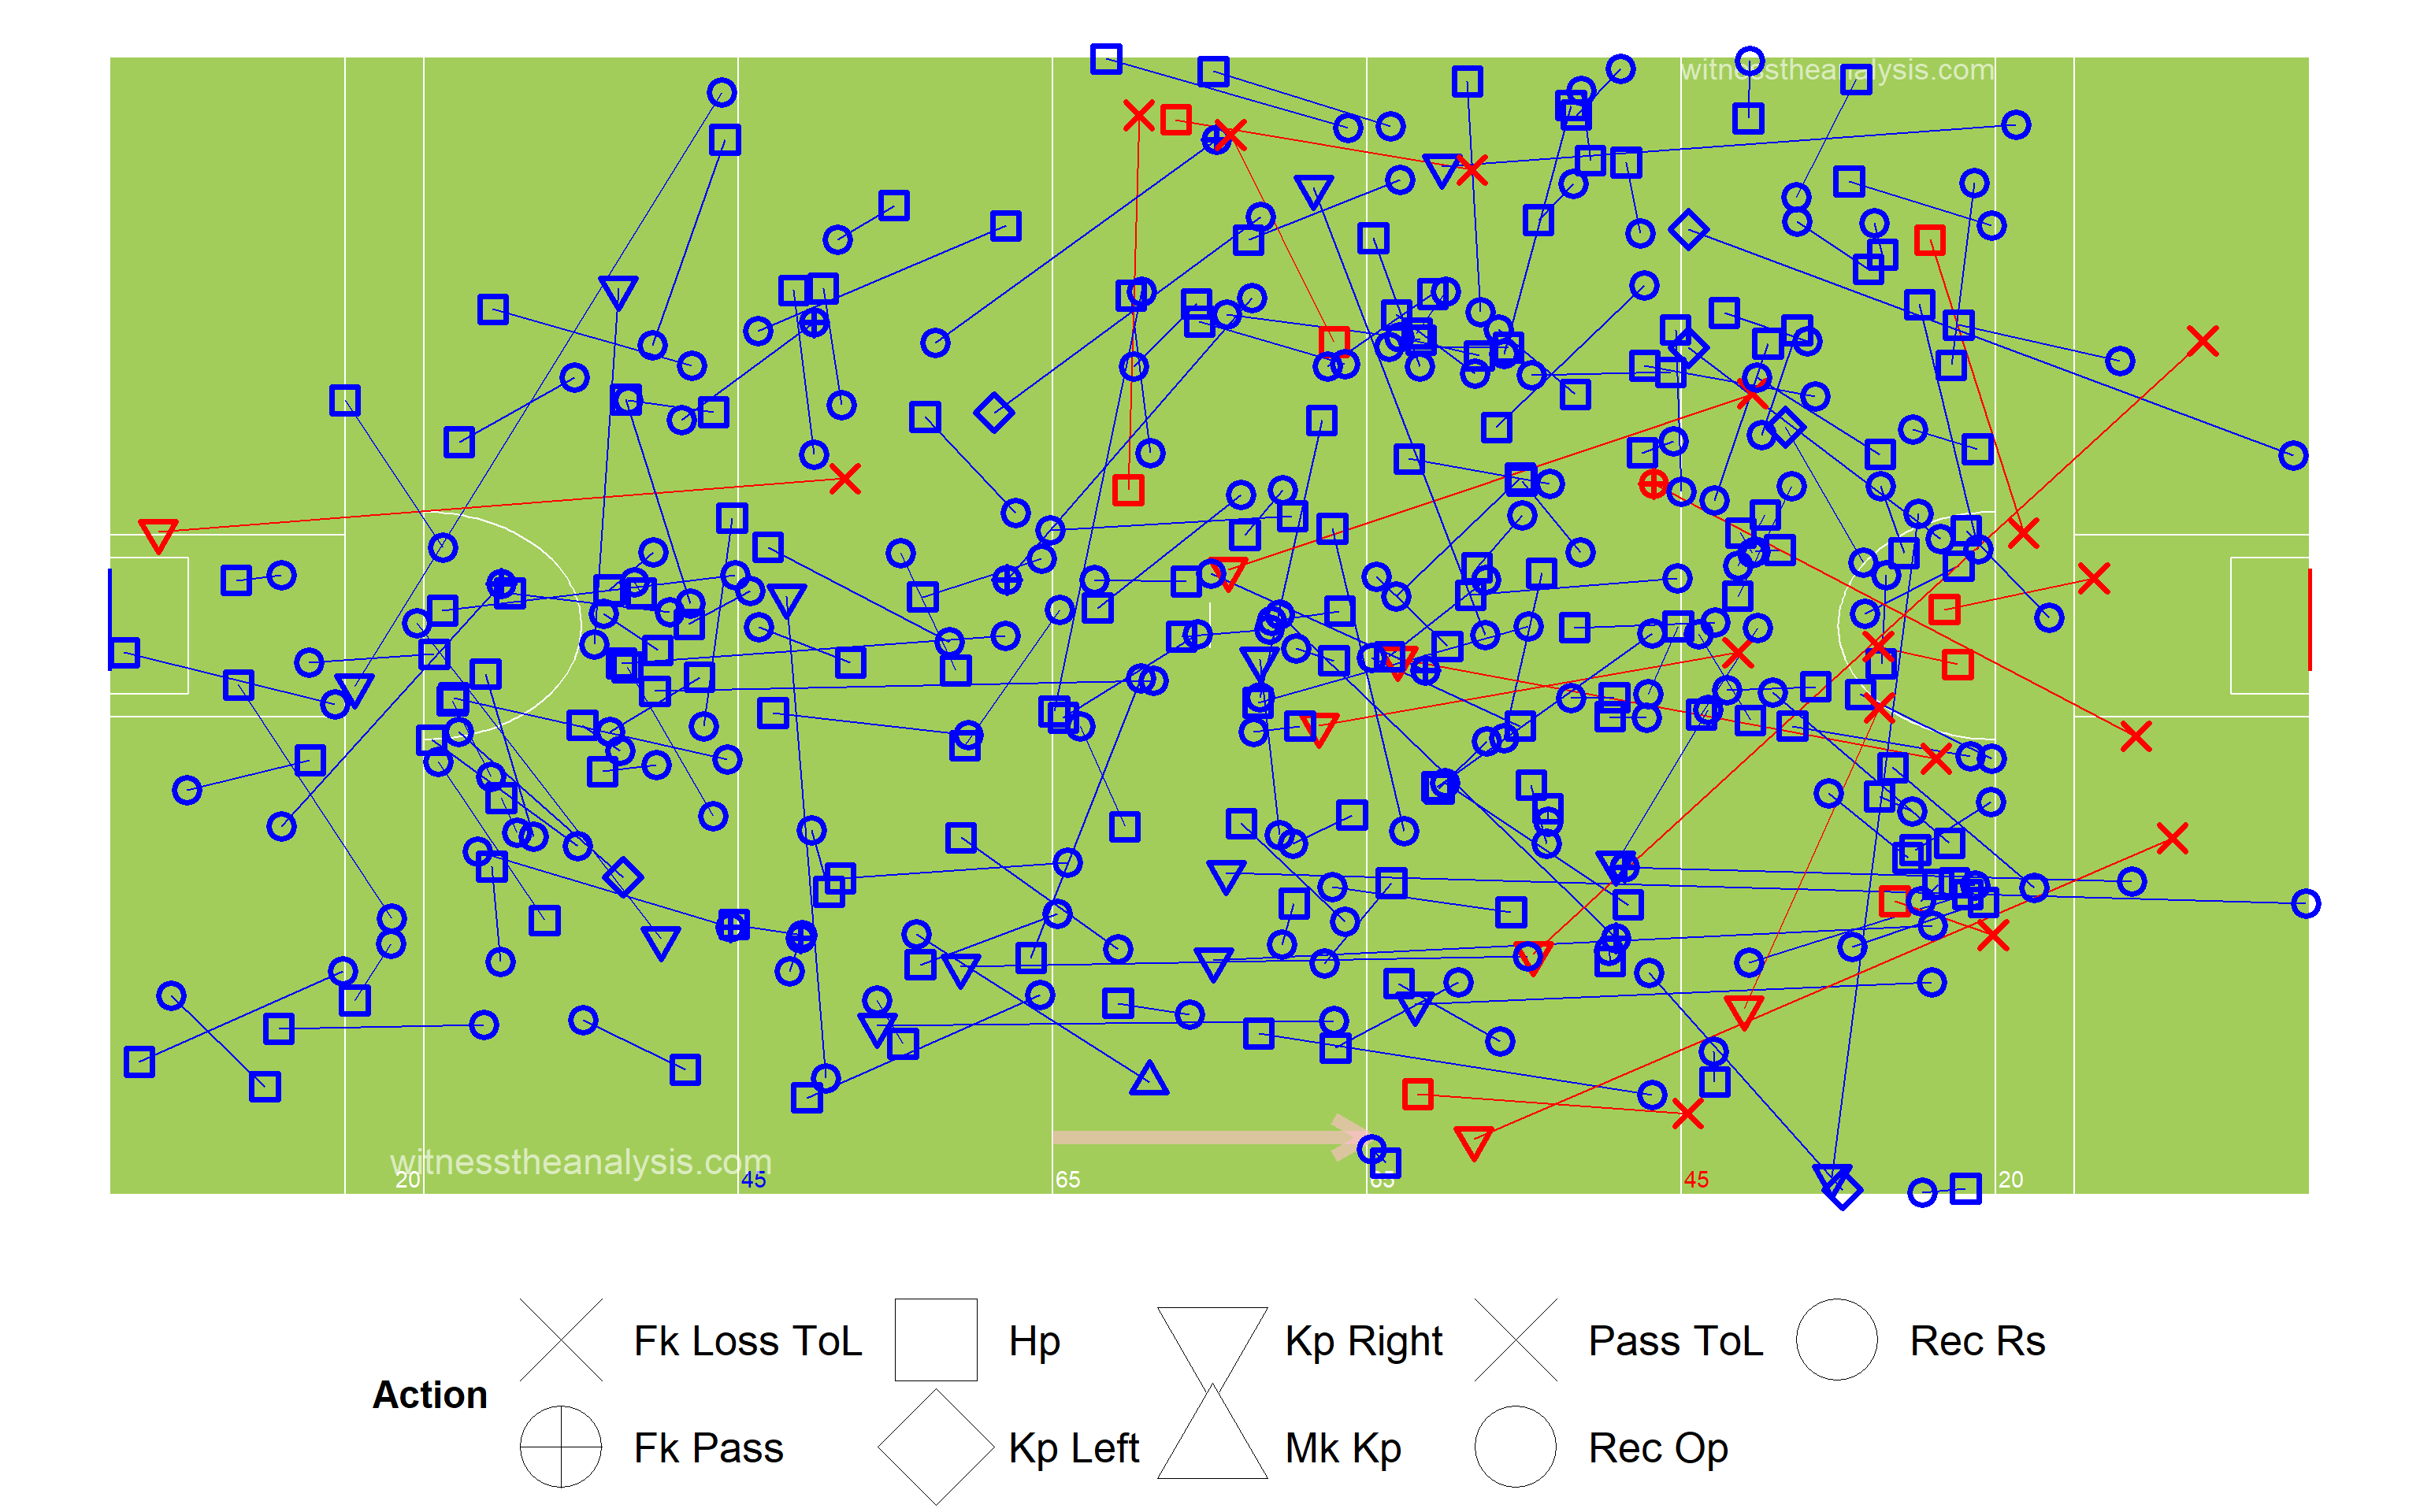 witnesstheanalysis.com
witnesstheanalysis.com
20 45 65 65 45 20
Fk Loss ToL Hp Kp Right Pass ToL Rec Rs
Action
Fk Pass Kp Left Mk Kp Rec Op